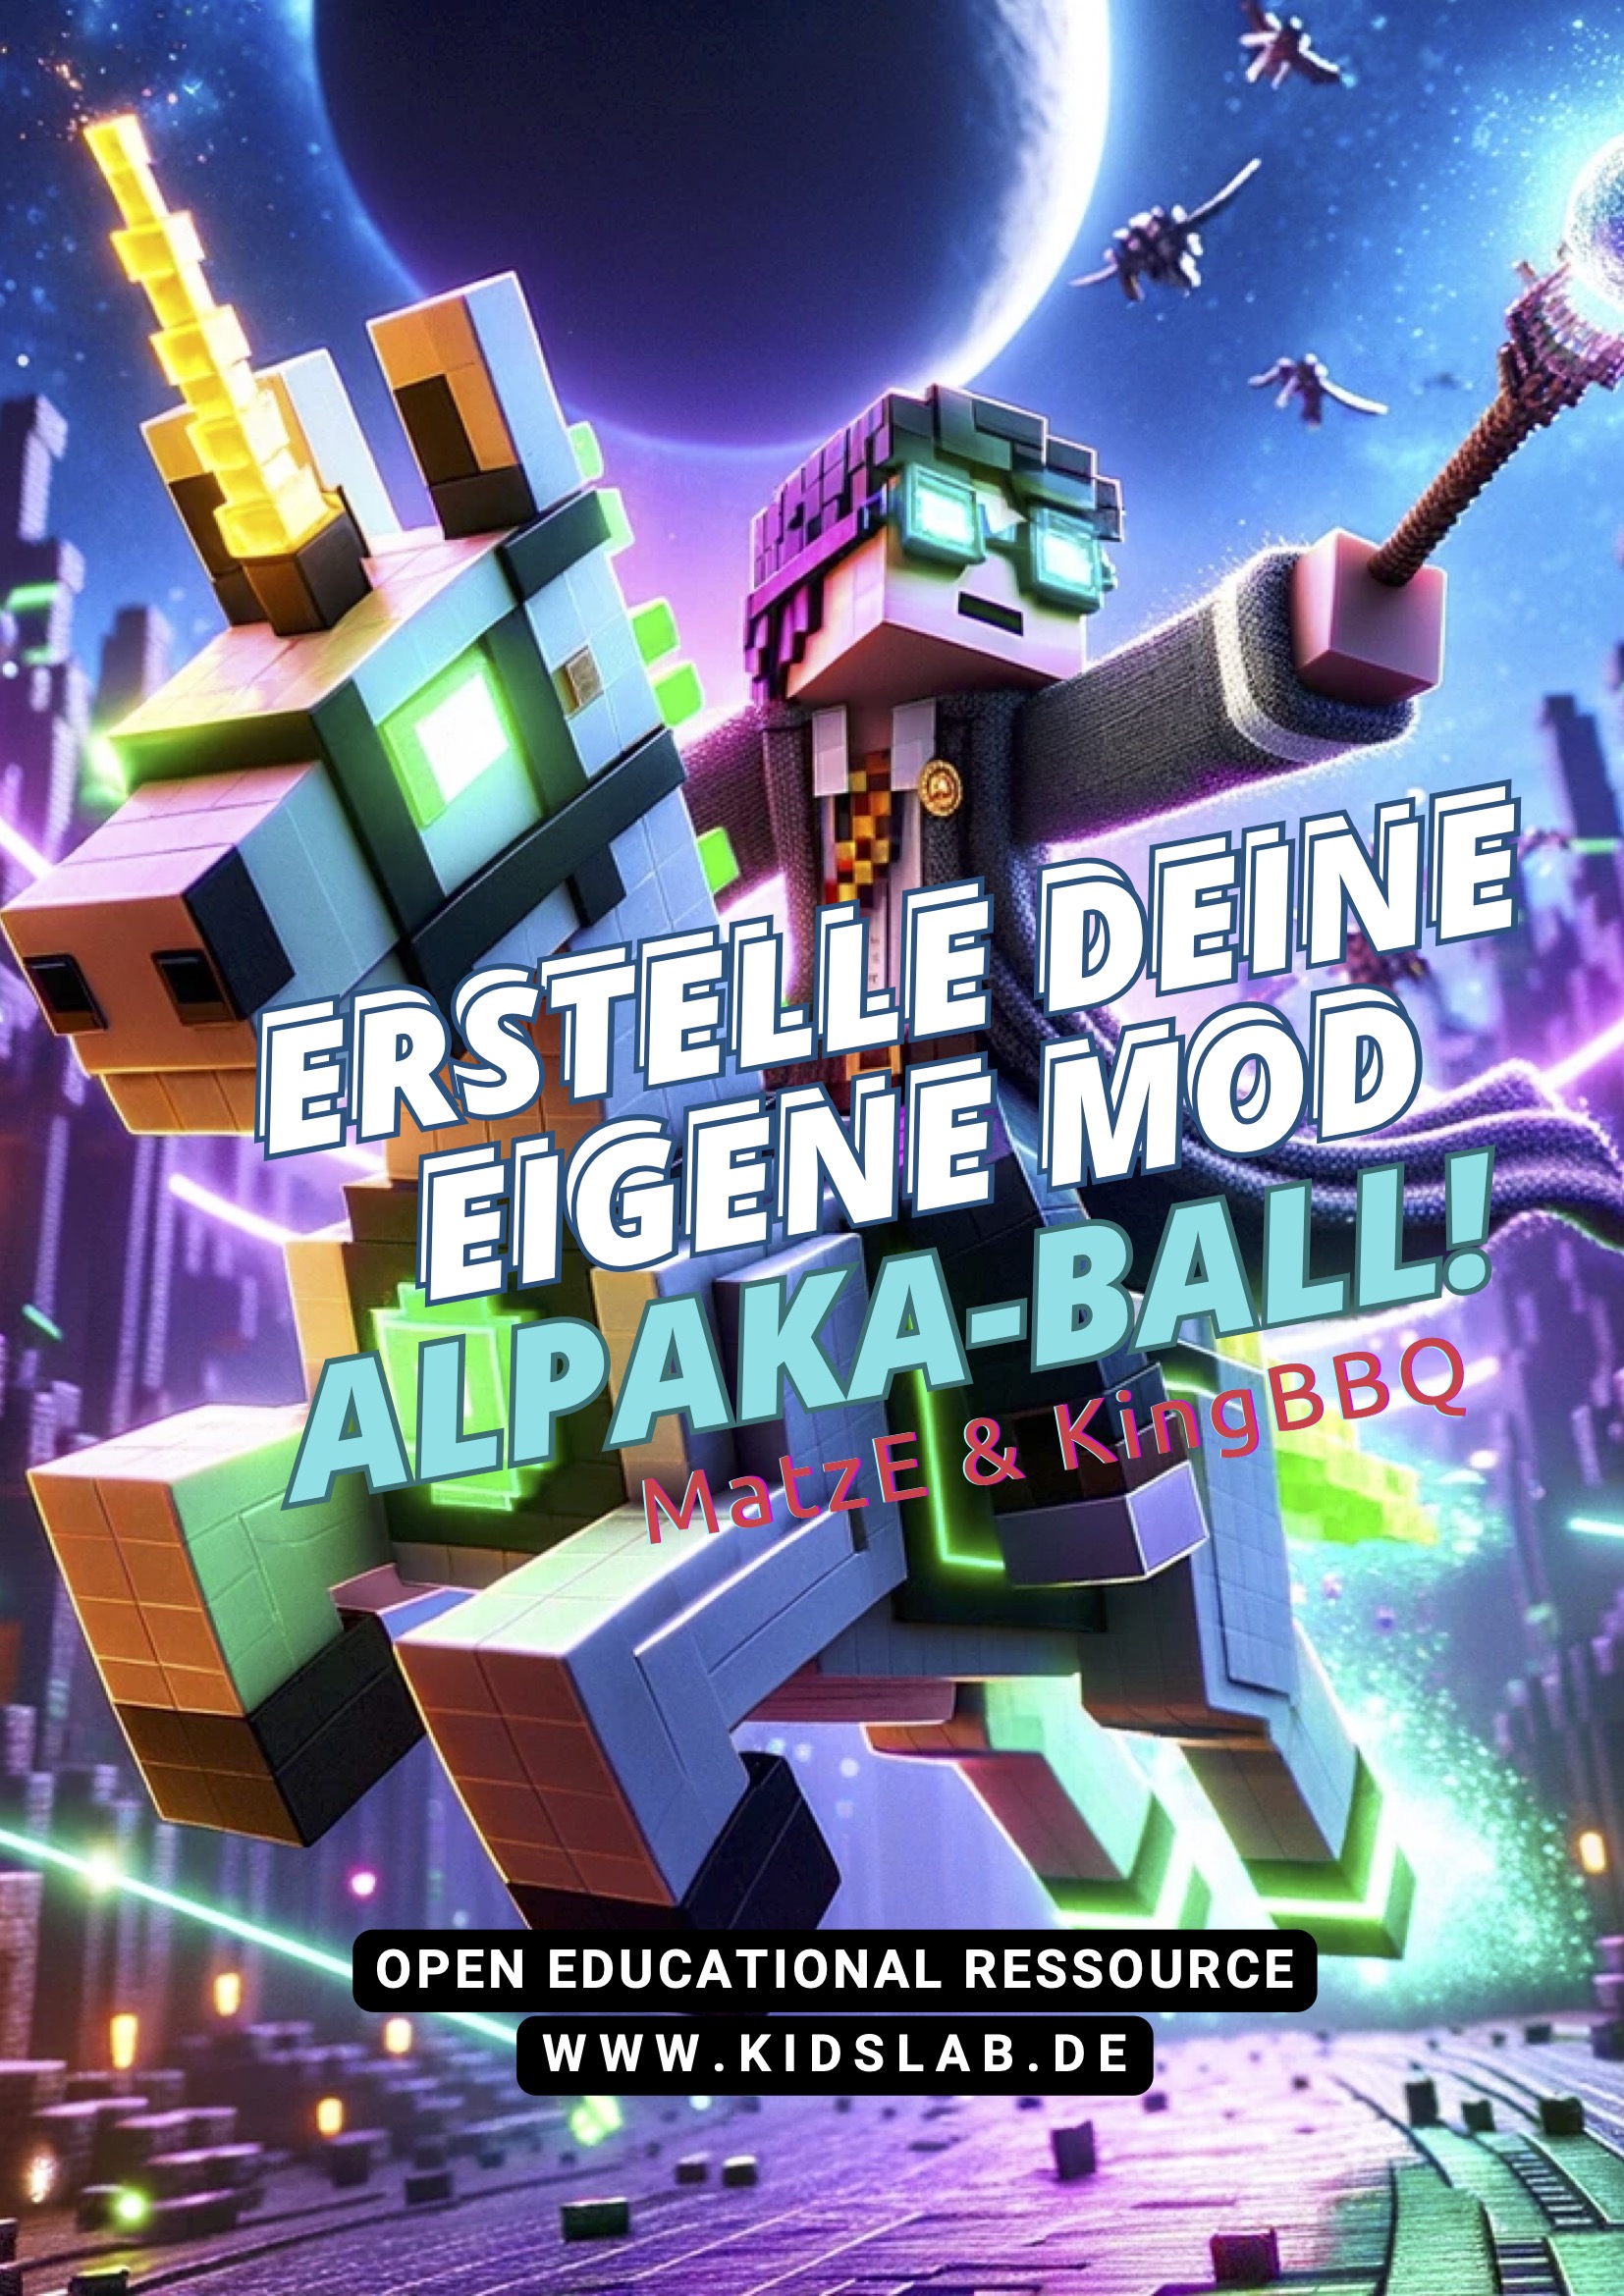 ERSTELLE DEINE
EIGENE MOD
ALPAKA-BALL!
MatzE & KingBBQ
OPEN EDUCATIONAL RESSOURCE
WWW.KIDSLAB.DE